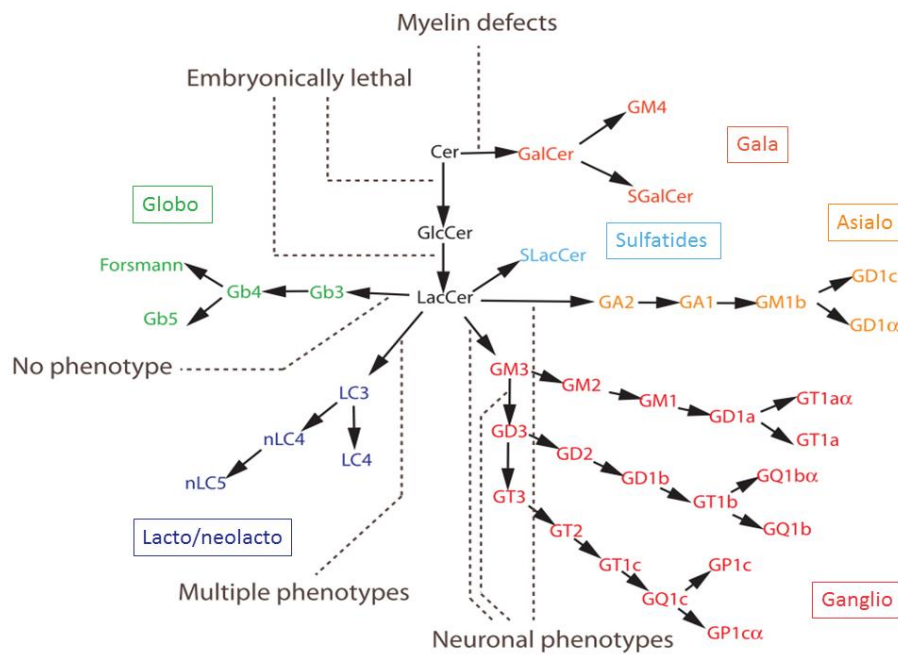 Myelin defects
Embryonically lethal
GM4
Cer
GalCer
Gala
SGalCer
Globo
Asialo
GlcCer
Sulfatides
SLacCer
Forsmann
GD1c
Gb4
Gb3
LacCer
GA2
GA1
GM1b
Gb5
GD1α
No phenotype
GM3
GM2
LC3
GM1
GT1aα
GD1a
nLC4
GD3
GT1a
LC4
GD2
nLC5
GD1b
GQ1bα
GT3
GT1b
Lacto/neolacto
GT2
GQ1b
GT1c
GP1c
Multiple phenotypes
GQ1c
Ganglio
GP1cα
Neuronal phenotypes